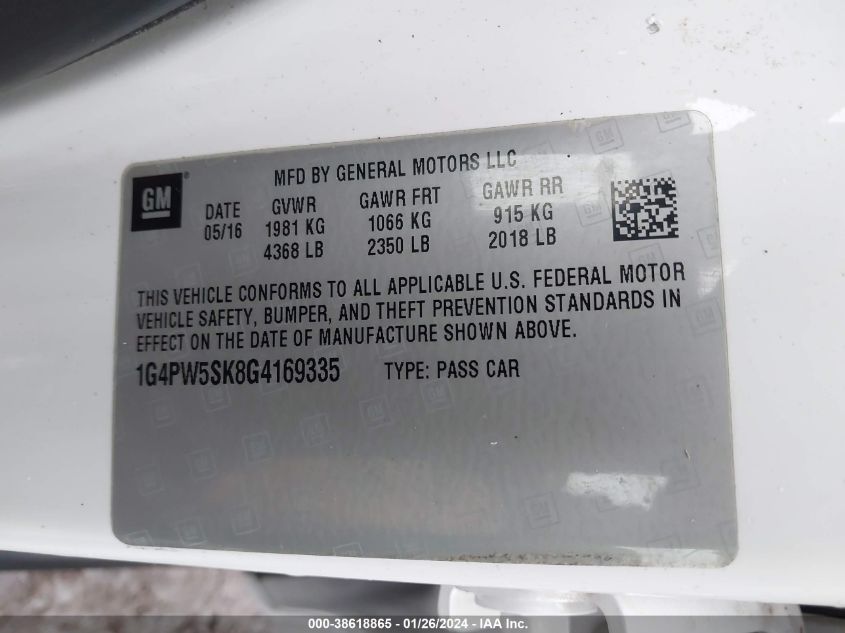 MFD BY GENERAL MOTORS LLC
GM
DATE GVWR GAWR FRT GAWR RR
05/16 1981 KG 1066 KG 915 KG
4368 LB 2350 LB 2018 LB
THIS VEHICLE CONFORMS TO ALL APPLICABLE U.S. FEDERAL MOTOR
VEHICLE SAFETY, BUMPER, AND THEFT PREVENTION STANDARDS IN
EFFECT ON THE DATE OF MANUFACTURE SHOWN ABOVE.
1G4PW5SK8G4169335 TYPE: PASS CAR
000-38618865 - 01/26/2024 - IAA Inc.